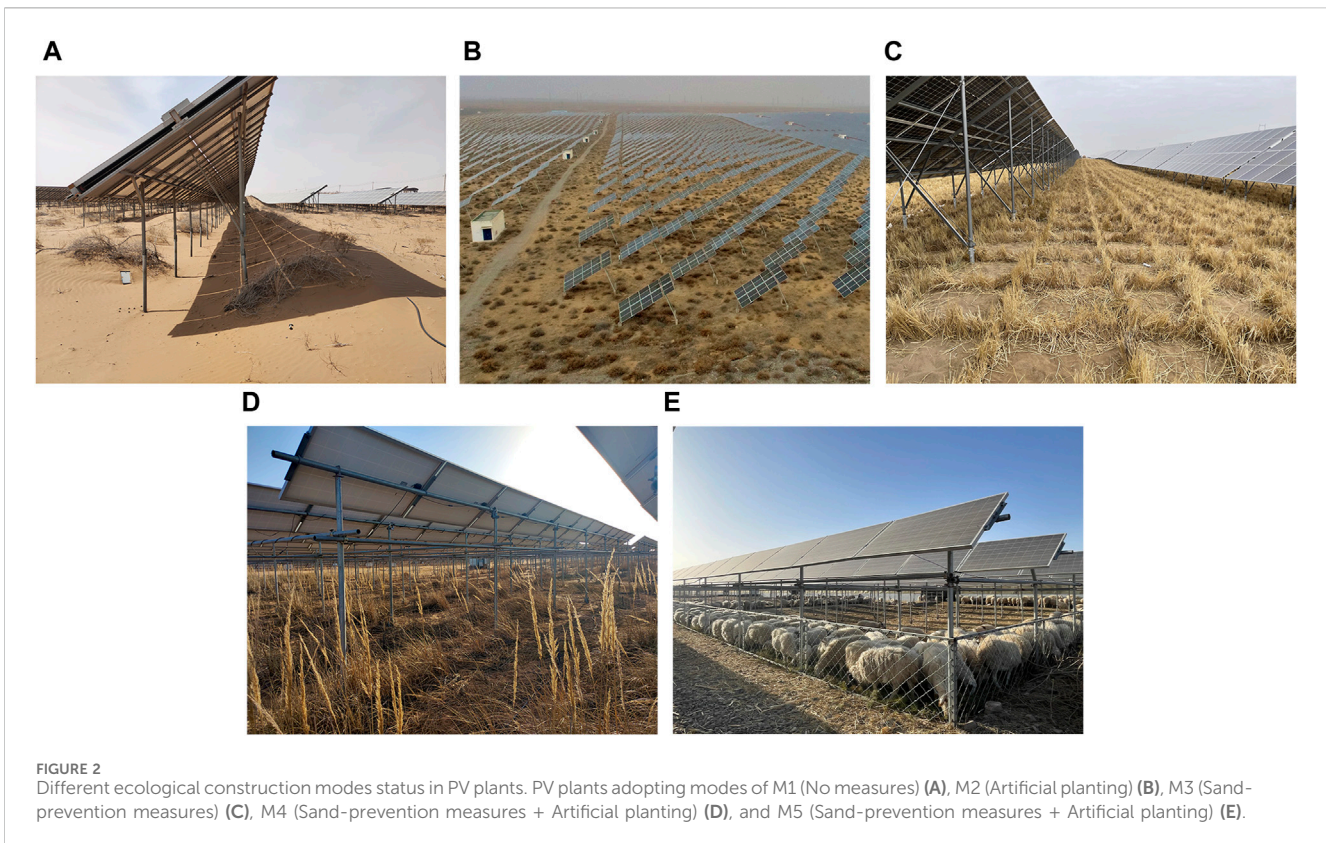 A
B
C
D
E
FIGURE 2
Different ecological construction modes status in PV plants. PV plants adopting modes of M1 (No measures) (A), M2 (Artificial planting) (B), M3 (Sand-
prevention measures) (C), M4 (Sand-prevention measures + Artificial planting) (D), and M5 (Sand-prevention measures + Artificial planting) (E).